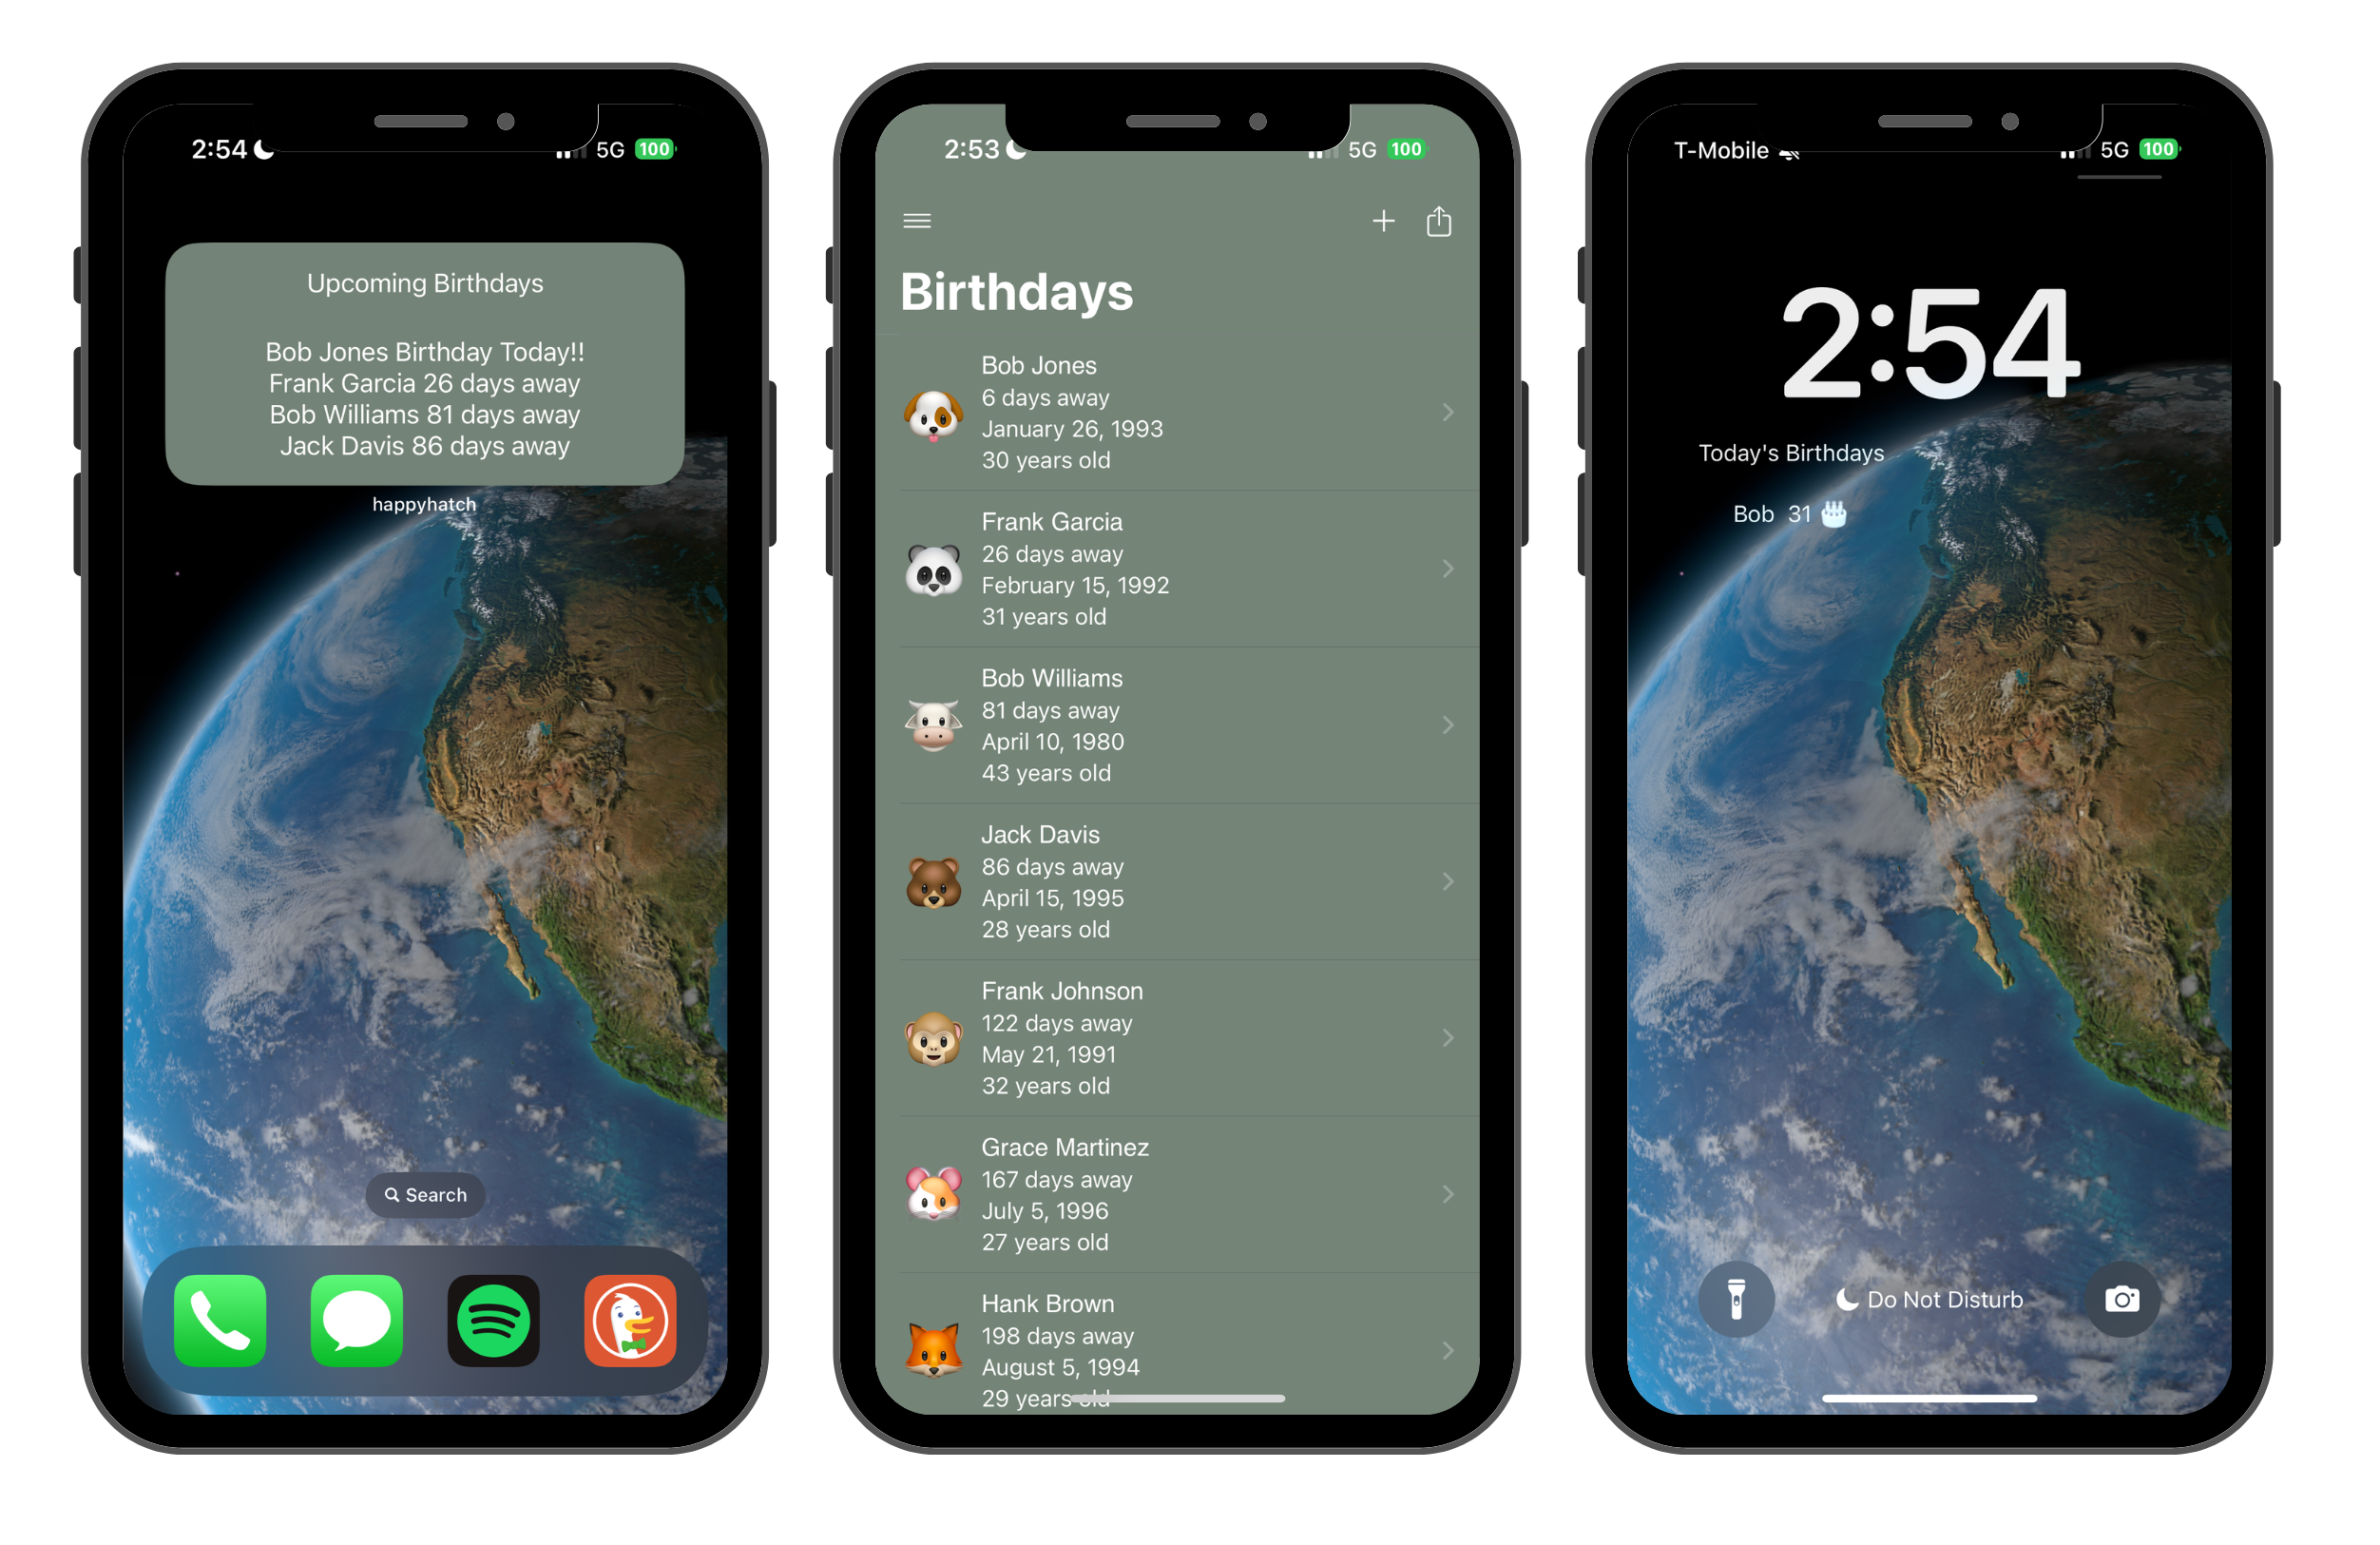 2:54
5G 100
Upcoming Birthdays
Bob Jones Birthday Today!!
Frank Garcia 26 days away
Bob Williams 81 days away
Jack Davis 86 days away
happyhatch
Search
2:53
5G 100
Birthdays
Bob Jones
6 days away
January 26, 1993
30 years old
Frank Garcia
26 days away
February 15, 1992
31 years old
Bob Williams
81 days away
April 10, 1980
43 years old
Jack Davis
86 days away
April 15, 1995
28 years old
Frank Johnson
122 days away
May 21, 1991
32 years old
Grace Martinez
167 days away
July 5, 1996
27 years old
Hank Brown
198 days away
August 5, 1994
29 years old
T-Mobile
5G 100
2:54
Today's Birthdays
Bob 31
Do Not Disturb